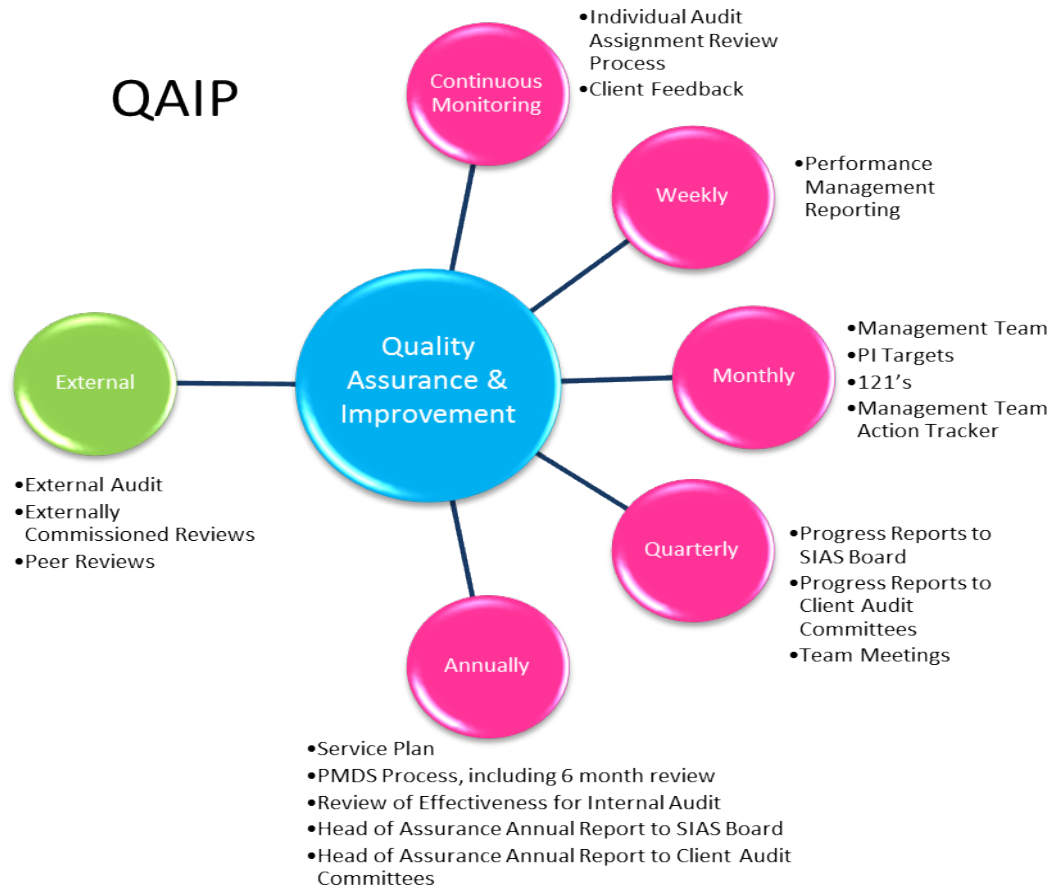 QAIP
Continuous
Monitoring
•Individual Audit
Assignment Review
Process
•Client Feedback
Weekly
•Performance
Management
Reporting
Monthly
•Management Team
•PI Targets
•121’s
•Management Team
Action Tracker
Quarterly
•Progress Reports to
SIAS Board
•Progress Reports to
Client Audit
Committees
•Team Meetings
Annually
•Service Plan
•PMDS Process, including 6 month review
•Review of Effectiveness for Internal Audit
•Head of Assurance Annual Report to SIAS Board
•Head of Assurance Annual Report to Client Audit
Committees
External
•External Audit
•Externally
Commissioned Reviews
•Peer Reviews
Quality
Assurance &
Improvement